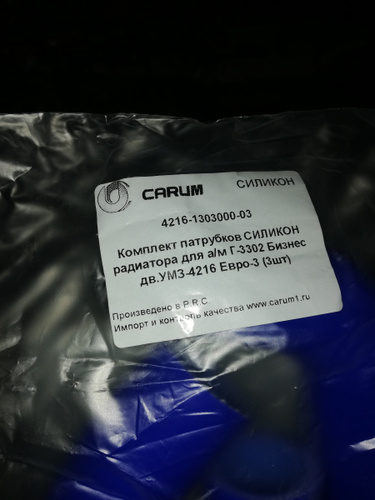 CARUM СИЛИКОН
4216-1303000-03
Комплект патрубков СИЛИКОН
радиатора для а/м Г-3302 Бизнес
дв.УМЗ-4216 Евро-3 (3шт)
Произведено в P.R.C
Импорт и контроль качества www.carum1.ru